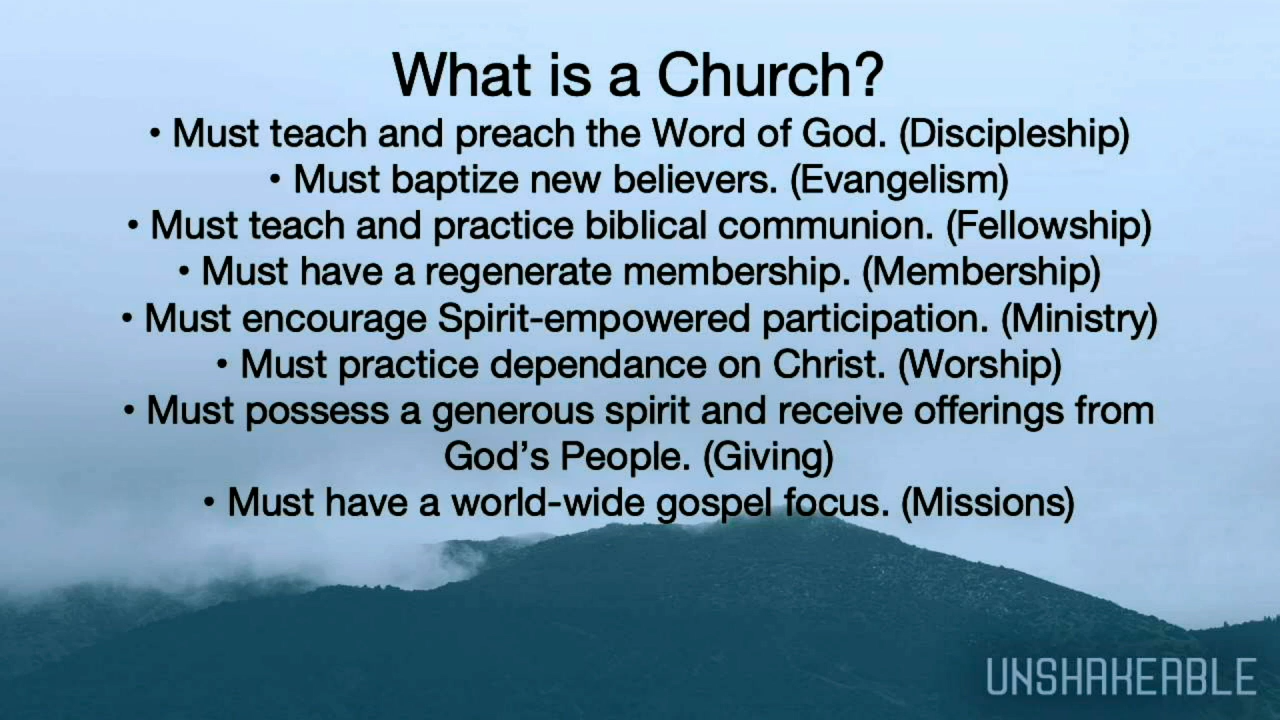 What is a Church?
• Must teach and preach the Word of God. (Discipleship)
• Must baptize new believers. (Evangelism)
• Must teach and practice biblical communion. (Fellowship)
• Must have a regenerate membership. (Membership)
• Must encourage Spirit-empowered participation. (Ministry)
• Must practice dependance on Christ. (Worship)
• Must possess a generous spirit and receive offerings from
God’s People. (Giving)
• Must have a world-wide gospel focus. (Missions)
UNSHAKEABLE